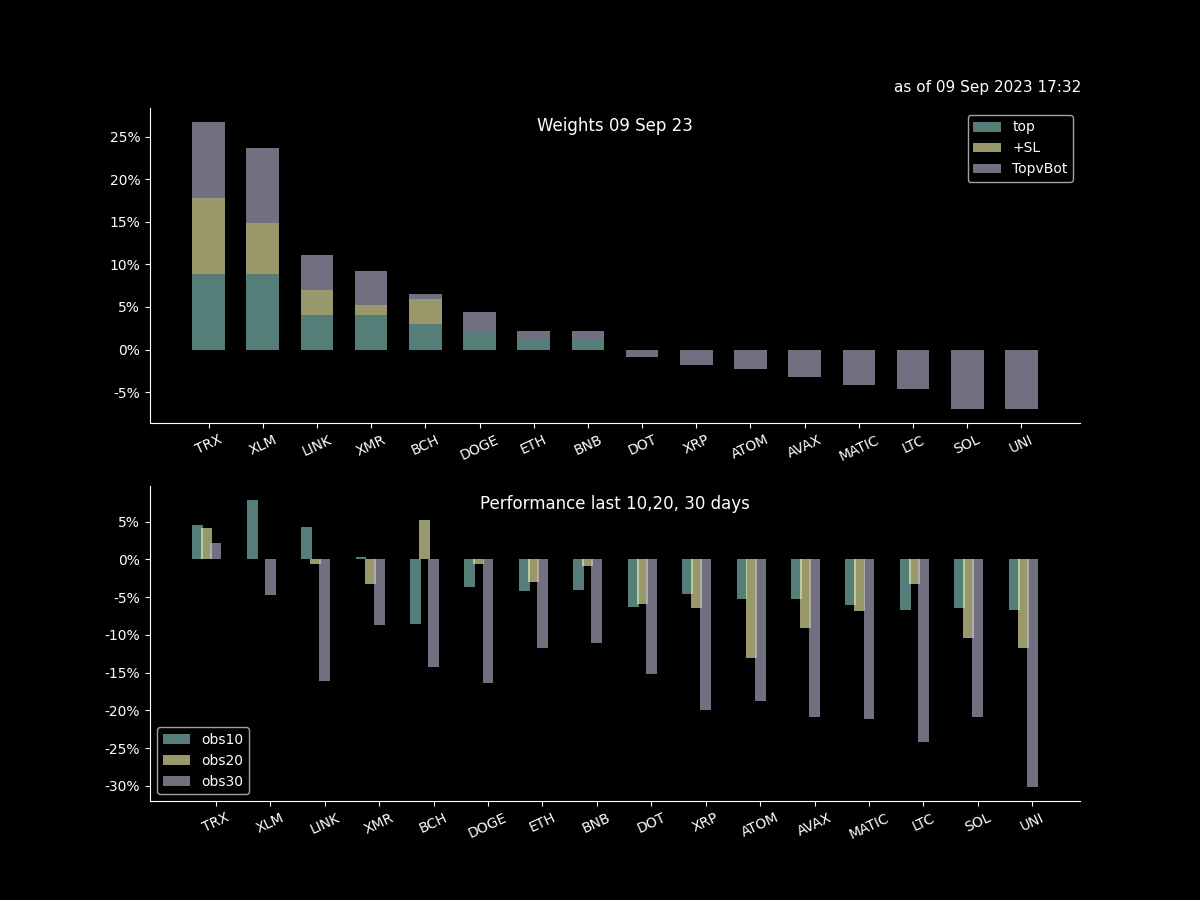 as of 09 Sep 2023 17:32
Weights 09 Sep 23
top
+SL
TopvBot
25%
20%
15%
10%
5%
0%
-5%
TRX XLM LINK XMR BCH DOGE ETH BNB DOT XRP ATOM AVAX MATIC LTC SOL UNI
Performance last 10,20, 30 days
5%
0%
-5%
-10%
-15%
-20%
-25%
-30%
obs10
obs20
obs30
TRX XLM LINK XMR BCH DOGE ETH BNB DOT XRP ATOM AVAX MATIC LTC SOL UNI